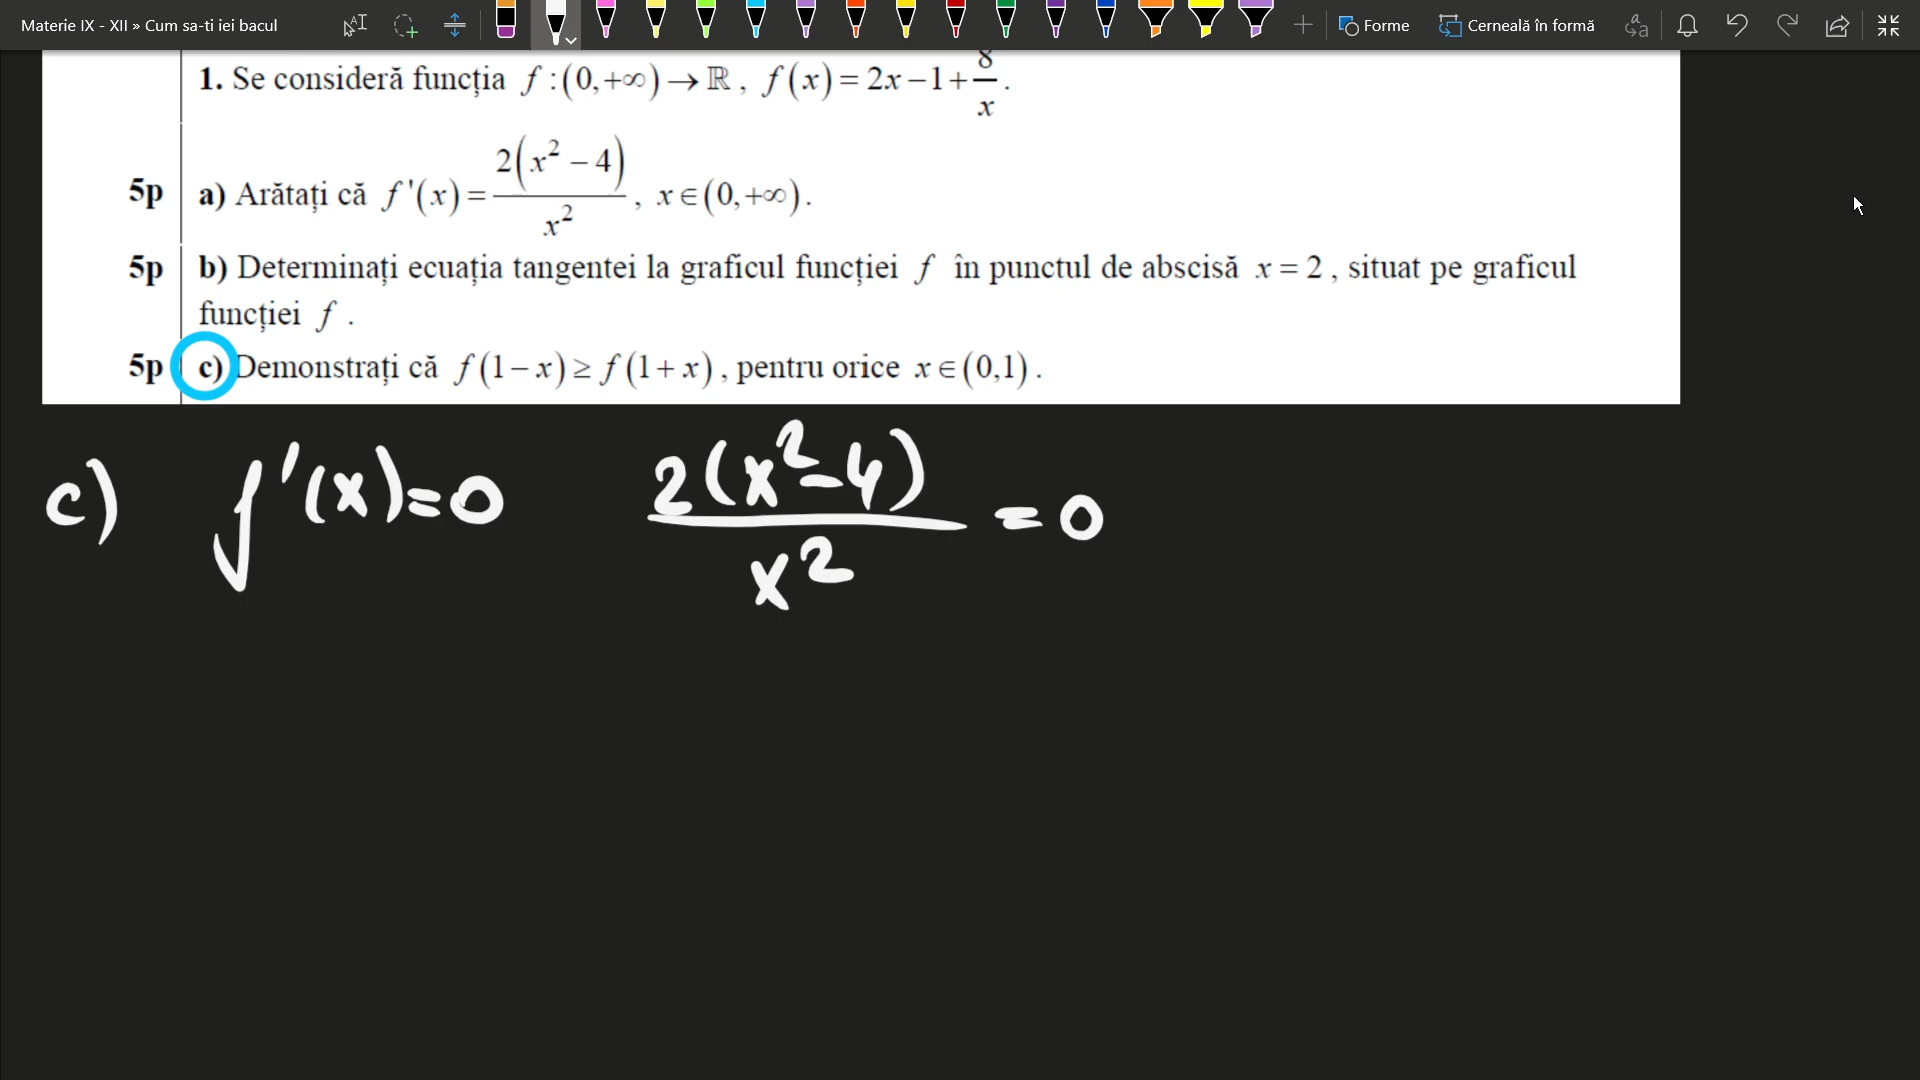 Materie IX - XII » Cum sa-ti iei bacul
Forme
Cerneală în formă
1. Se consideră funcția f : (0,+∞) → ℝ, f(x) = 2x − 1 + 8/x.
5p a) Arătați că f'(x) = 2(x² − 4)/x², x ∈ (0,+∞).
5p b) Determinați ecuația tangentei la graficul funcției f în punctul de abscisă x = 2, situat pe graficul
funcției f.
5p c) Demonstrați că f(1 − x) ≥ f(1 + x), pentru orice x ∈ (0,1).
c) f'(x)=0 2(x²-4)/x² = 0